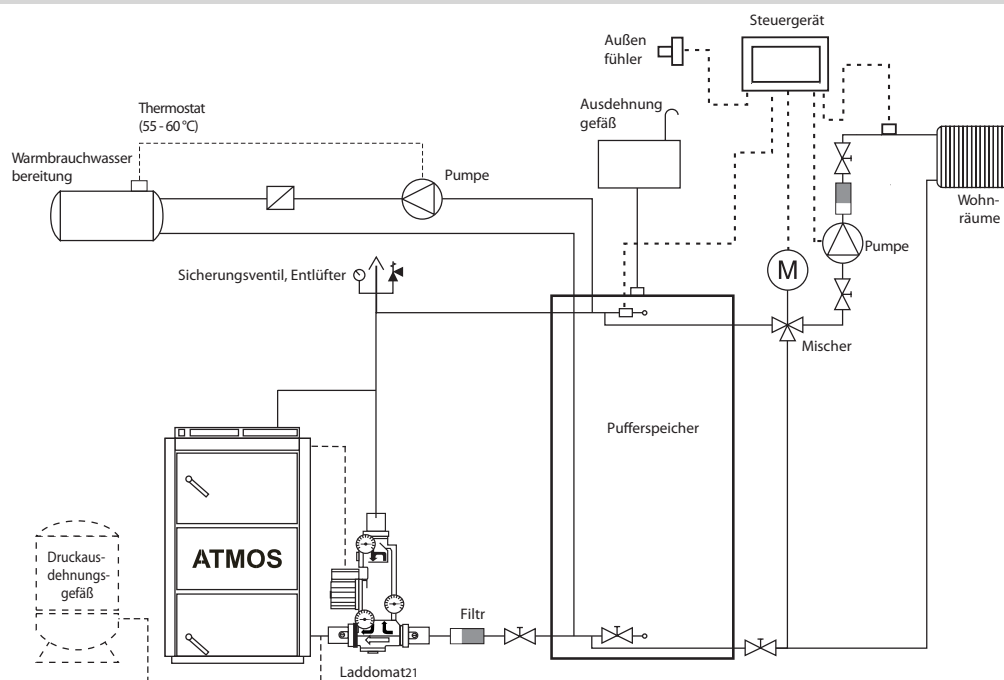 Steuergerät
Außen
fühler
Ausdehnung
gefäß
Thermostat
(55 - 60 °C)
Warmbrauchwasser
bereitung
Pumpe
Wohn-
räume
Pumpe
M
Sicherungsventil, Entlüfter
Mischer
Pufferspeicher
ATMOS
Druckaus-
dehnungs-
gefäß
Filtr
Laddomat21